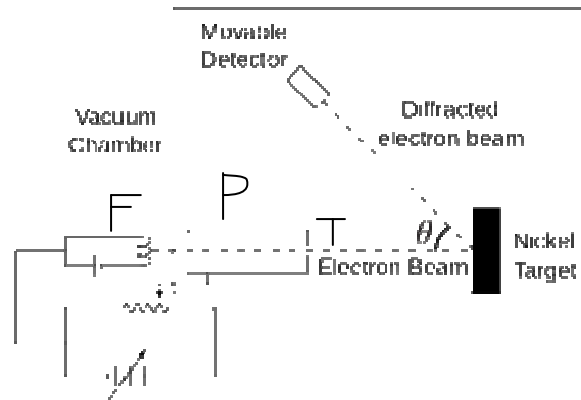 Movable
Detector
Vacuum
Chamber
Diffracted
electron beam
F
P
T
θ
Electron Beam
Nickel
Target